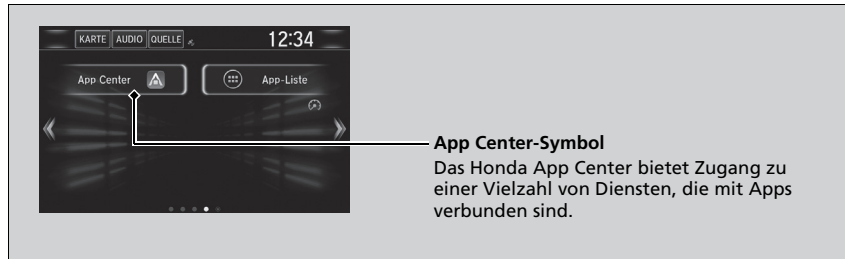 KARTE AUDIO QUELLE 12:34
App Center App-Liste
App Center-Symbol
Das Honda App Center bietet Zugang zu
einer Vielzahl von Diensten, die mit Apps
verbunden sind.